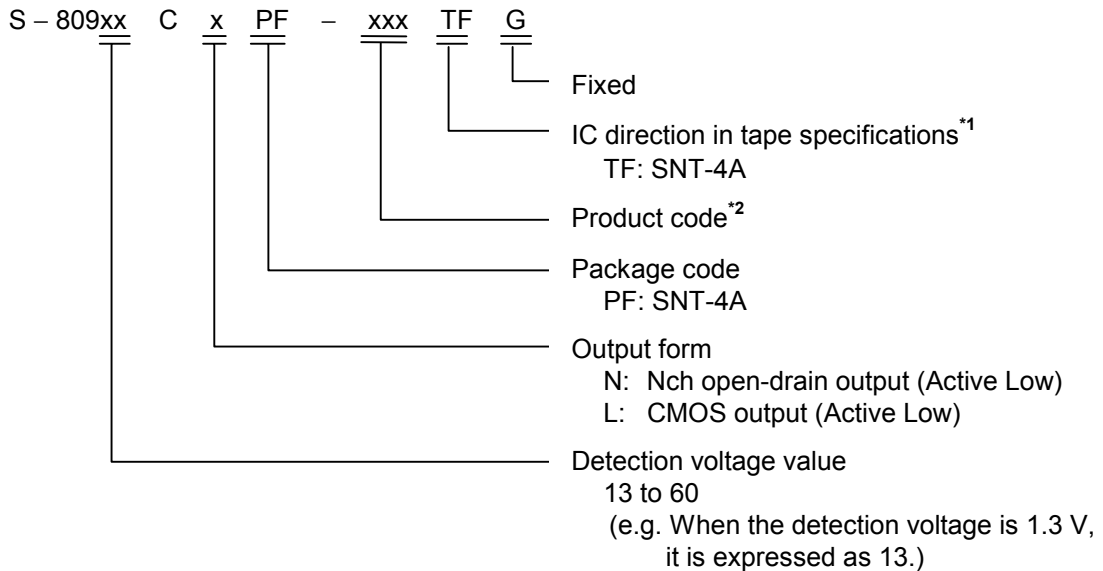 S – 809xx C x PF – xxx TF G
Fixed
IC direction in tape specifications*1
TF: SNT-4A
Product code*2
Package code
PF: SNT-4A
Output form
N: Nch open-drain output (Active Low)
L: CMOS output (Active Low)
Detection voltage value
13 to 60
(e.g. When the detection voltage is 1.3 V,
it is expressed as 13.)